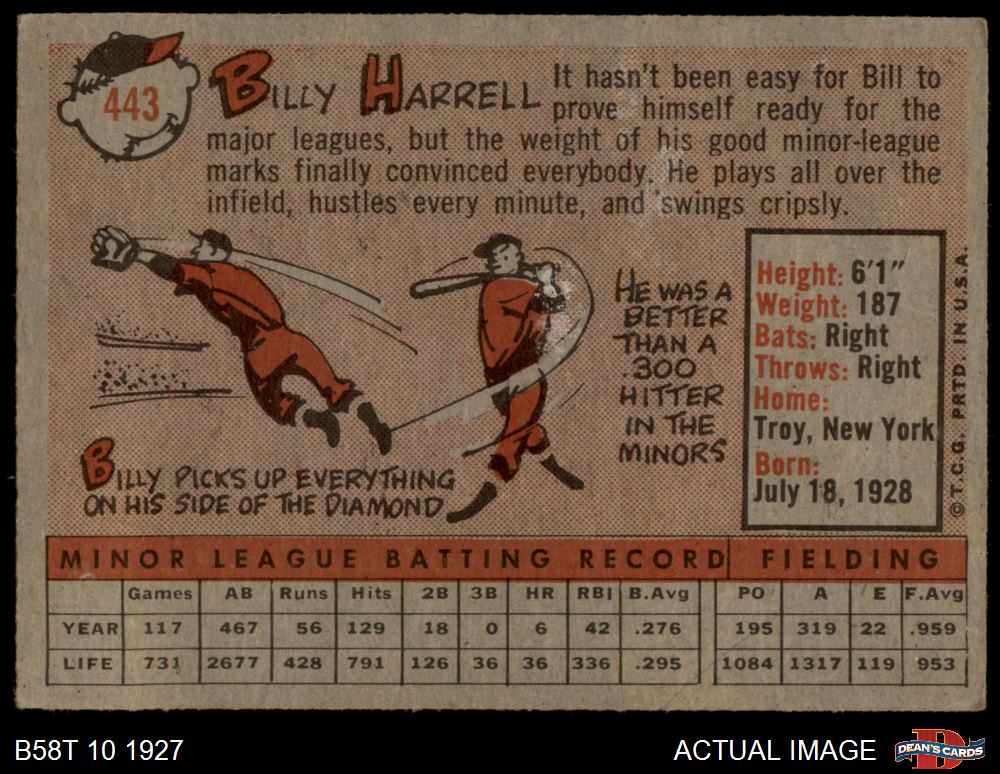 443
BILLY HARRELL
It hasn't been easy for Bill to
prove himself ready for the
major leagues, but the weight of his good minor-league
marks finally convinced everybody. He plays all over the
infield, hustles every minute, and swings cripsly.
HE WAS A
BETTER
THAN A
.300
HITTER
IN THE
MINORS
BILLY PICKS UP EVERYTHING
ON HIS SIDE OF THE DIAMOND
Height: 6'1"
Weight: 187
Bats: Right
Throws: Right
Home:
Troy, New York
Born:
July 18, 1928
©T.C.G. PRTD. IN U.S.A.
MINOR LEAGUE BATTING RECORD FIELDING
Games AB Runs Hits 2B 3B HR RBI B.Avg PO A E F.Avg
YEAR 117 467 56 129 18 0 6 42 .276 195 319 22 .959
LIFE 731 2677 428 791 126 36 36 336 .295 1084 1317 119 .953
B58T 10 1927
ACTUAL IMAGE
D
DEAN'S CARDS